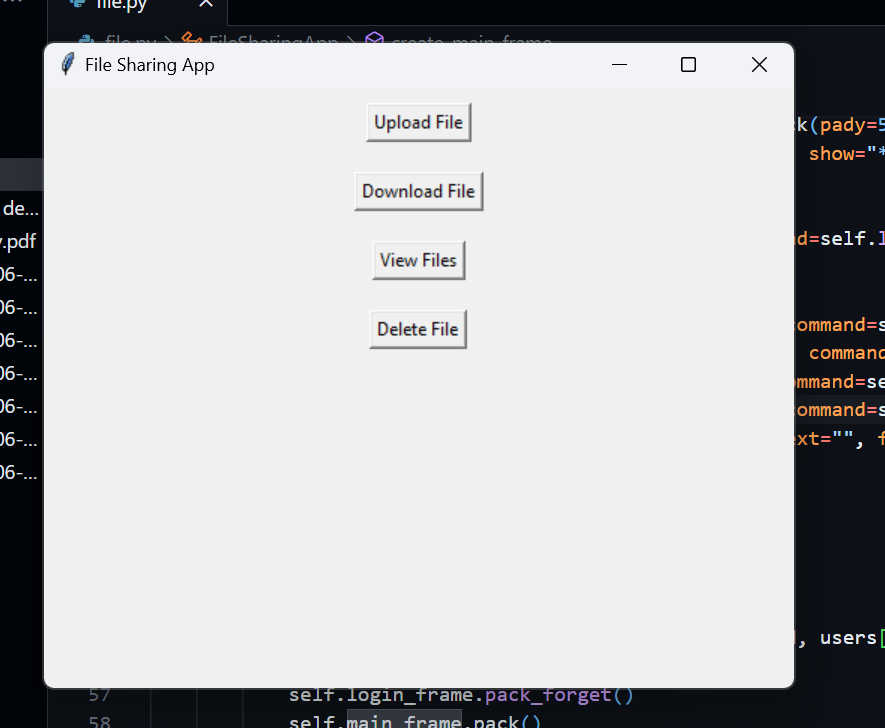 file.py
file.py > FileSharingApp > create_main_frame
File Sharing App
Upload File
Download File
View Files
Delete File
k(pady=5
show="*
de...
.pdf
06-...
06-...
06-...
06-...
06-...
06-...
06-...
d=self.l
command=s
command
ommand=se
command=s
ext="", f
, users[
57 self.login_frame.pack_forget()
58 self.main_frame.pack()